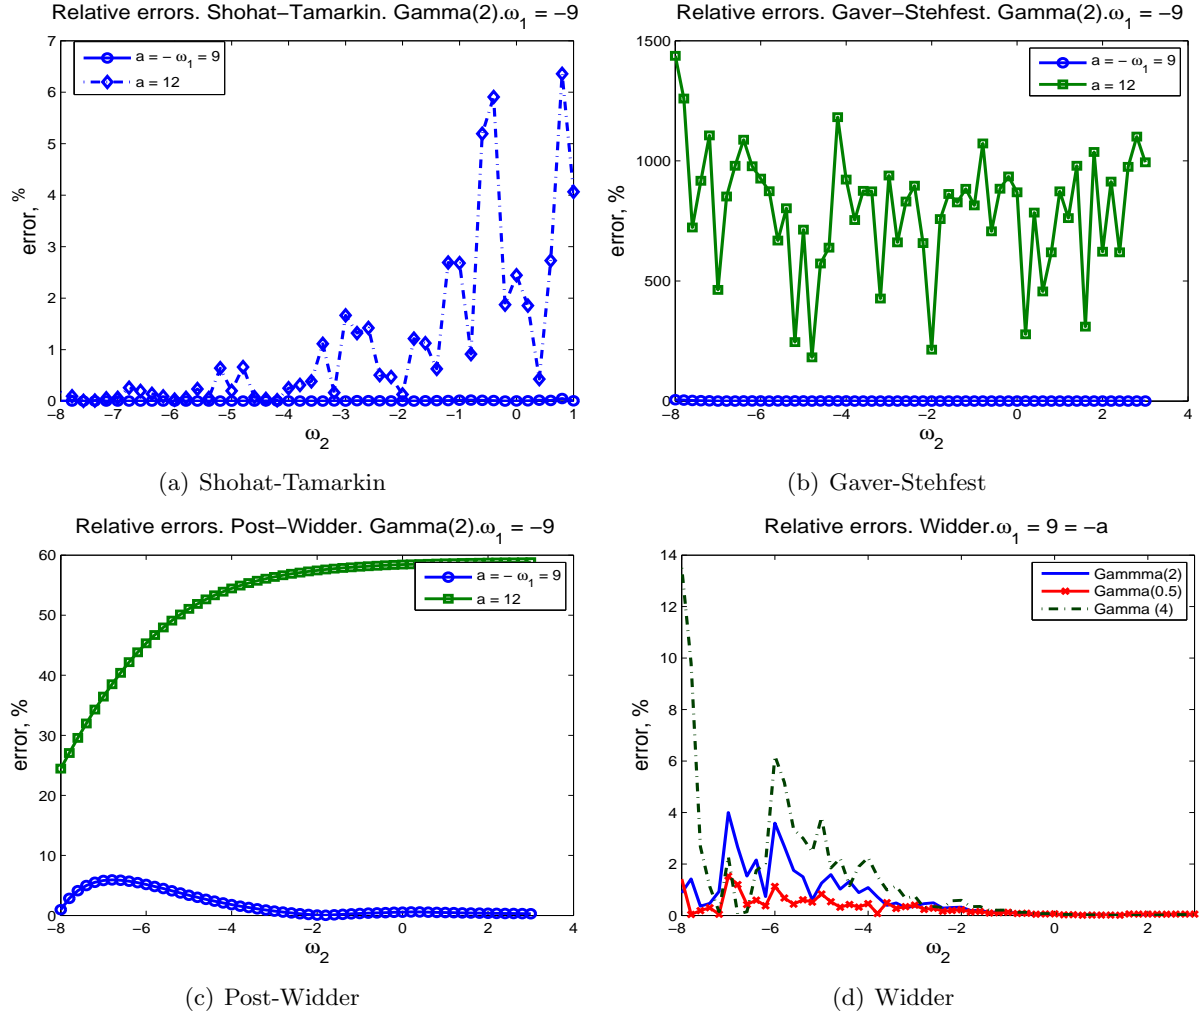 Relative errors. Shohat−Tamarkin. Gamma(2).ω1 = −9
7
6
5
4
3
2
1
0
error, %
a = − ω1 = 9
a = 12
−8 −7 −6 −5 −4 −3 −2 −1 0 1
ω2
(a) Shohat-Tamarkin
Relative errors. Gaver−Stehfest. Gamma(2).ω1 = −9
1500
1000
500
0
error, %
a = − ω1 = 9
a = 12
−8 −6 −4 −2 0 2 4
ω2
(b) Gaver-Stehfest
Relative errors. Post−Widder. Gamma(2).ω1 = −9
60
50
40
30
20
10
0
error, %
a = − ω1 = 9
a = 12
−8 −6 −4 −2 0 2 4
ω2
(c) Post-Widder
Relative errors. Widder.ω1 = 9 = −a
14
12
10
8
6
4
2
0
error, %
Gammma(2)
Gamma(0.5)
Gamma (4)
−8 −6 −4 −2 0 2
ω2
(d) Widder